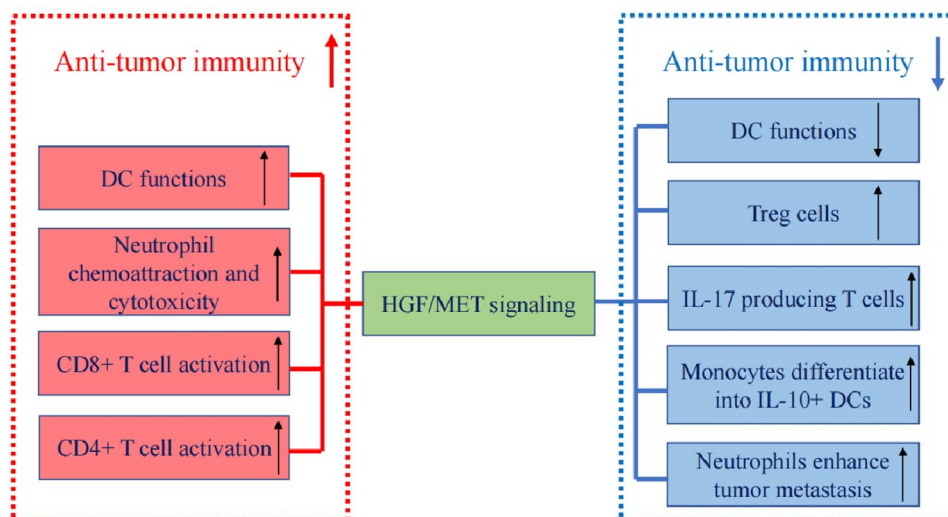 Anti-tumor immunity
DC functions
Neutrophil
chemoattraction and
cytotoxicity
CD8+ T cell activation
CD4+ T cell activation
HGF/MET signaling
Anti-tumor immunity
DC functions
Treg cells
IL-17 producing T cells
Monocytes differentiate
into IL-10+ DCs
Neutrophils enhance
tumor metastasis